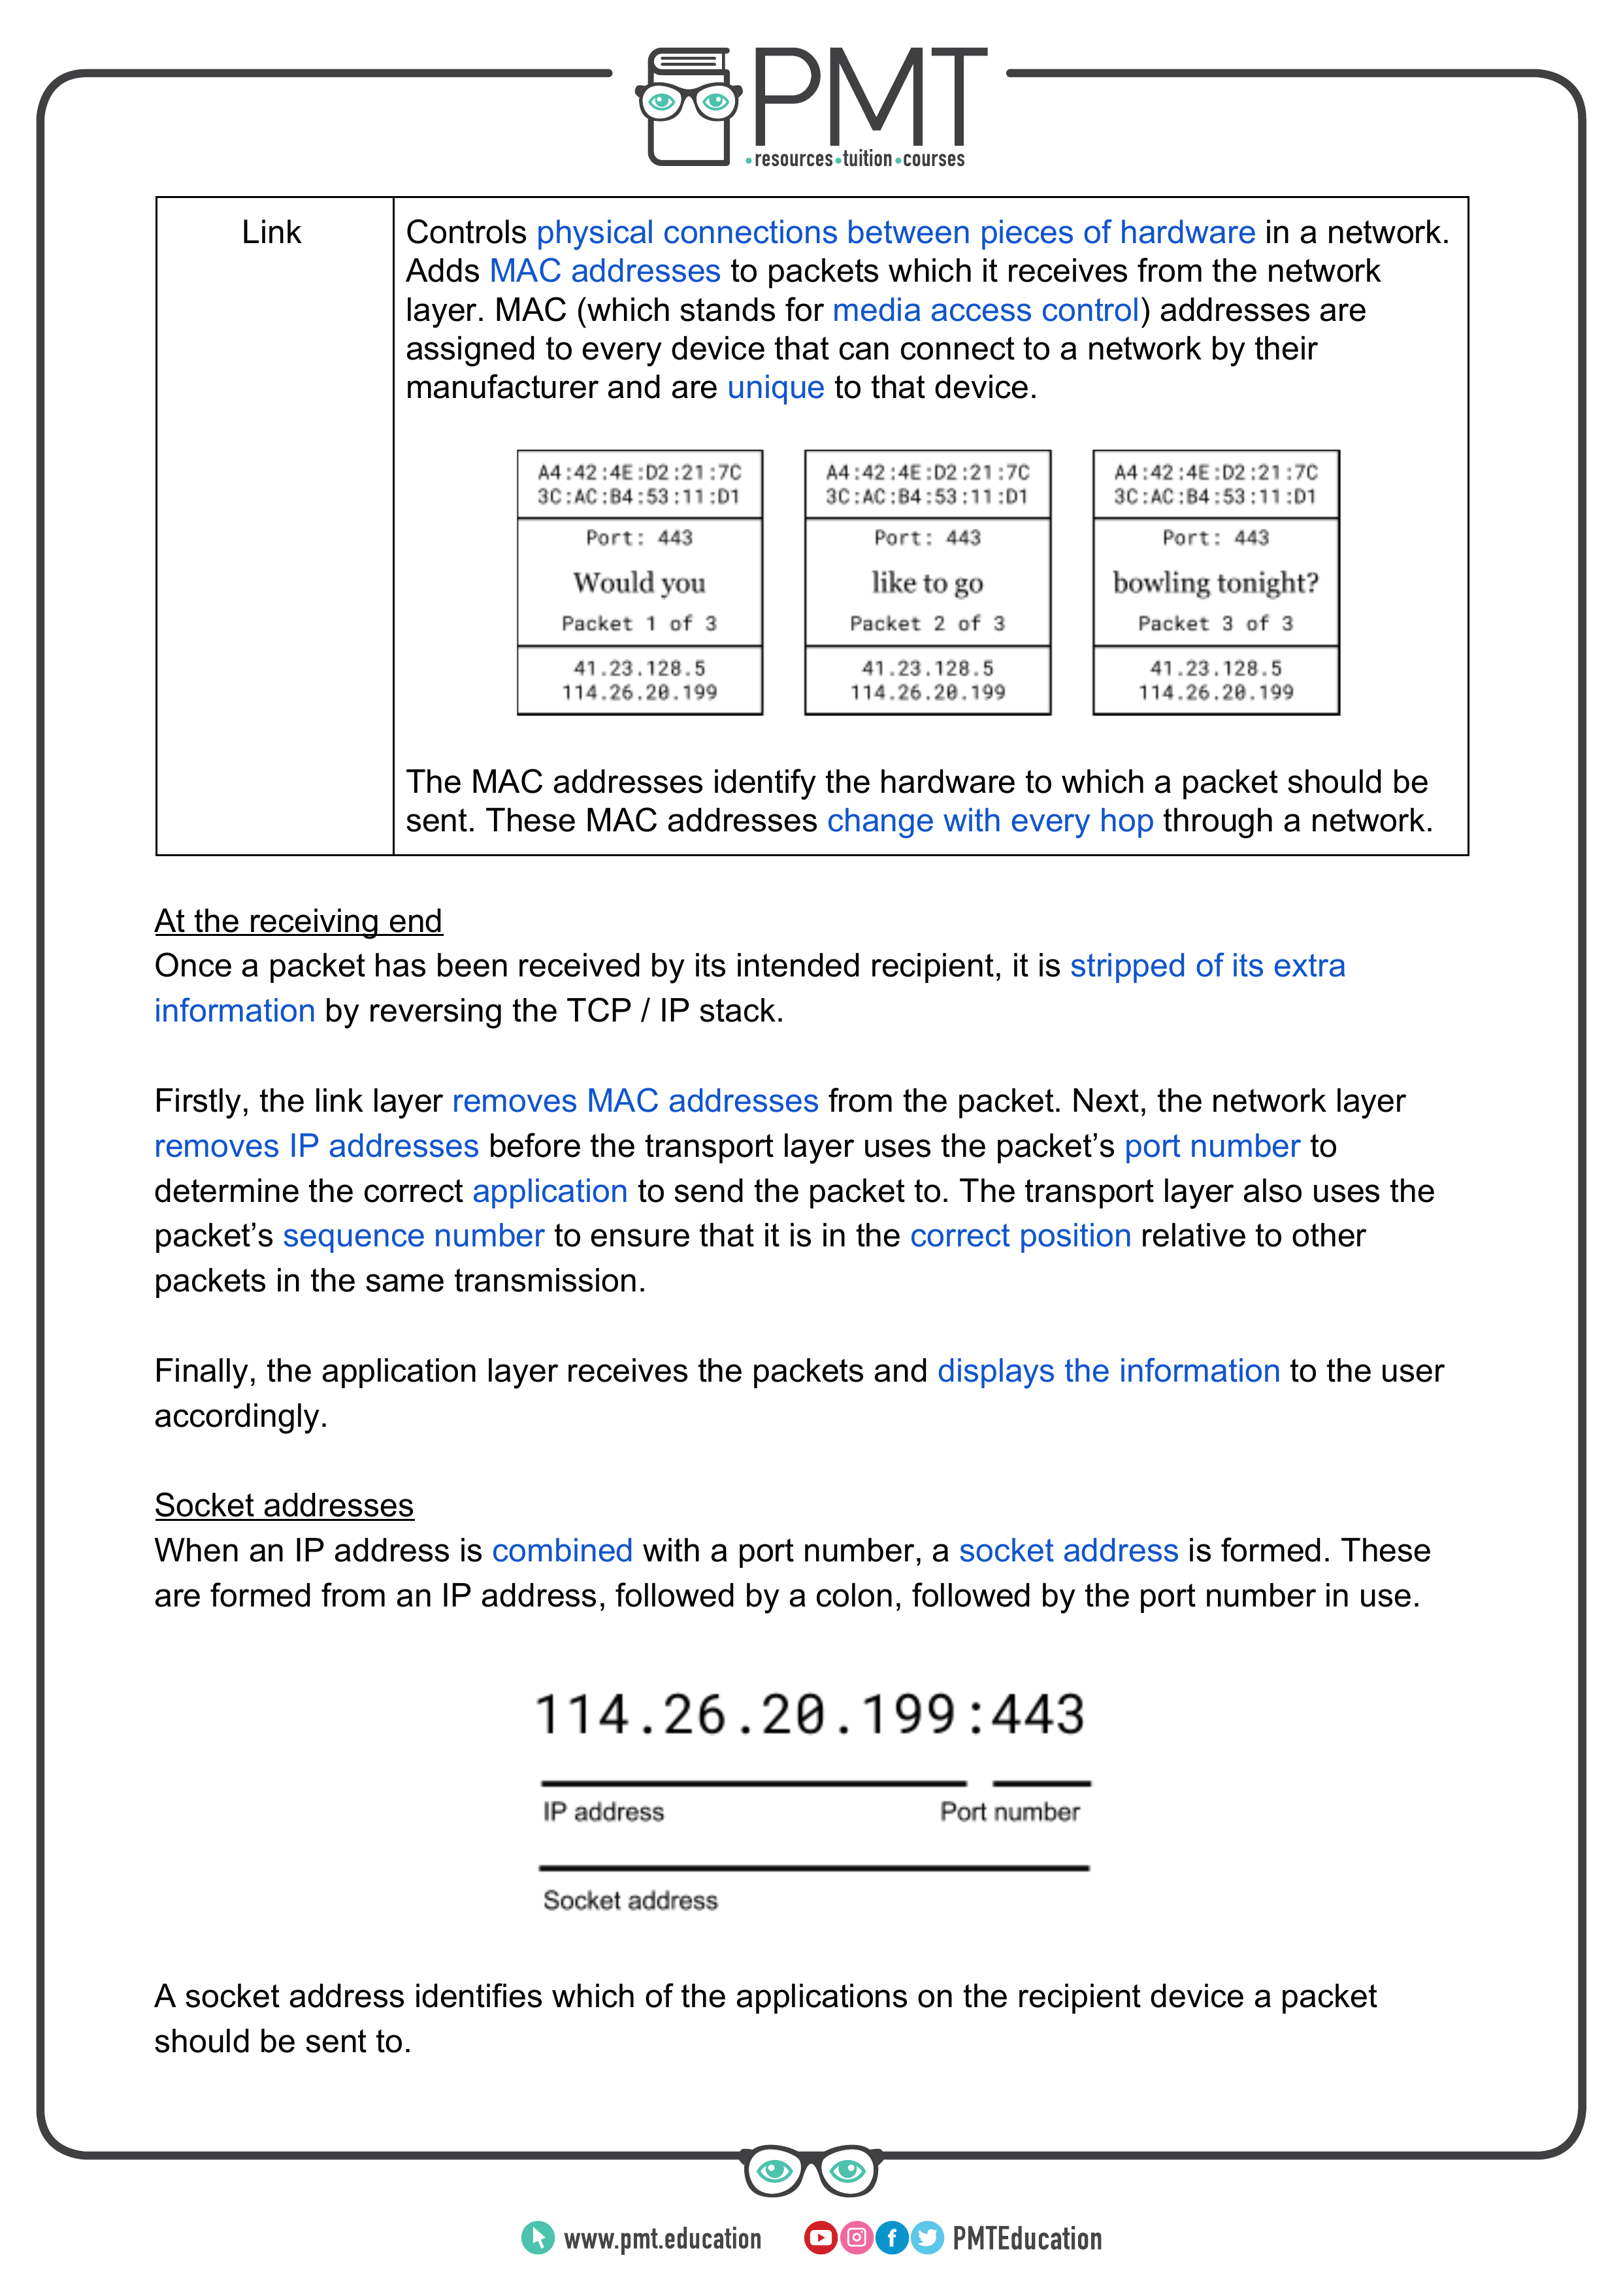 PMT
resources tuition courses
Link
Controls physical connections between pieces of hardware in a network.
Adds MAC addresses to packets which it receives from the network
layer. MAC (which stands for media access control) addresses are
assigned to every device that can connect to a network by their
manufacturer and are unique to that device.
A4:42:4E:D2:21:7C
3C:AC:B4:53:11:D1
Port: 443
Would you
Packet 1 of 3
41.23.128.5
114.26.20.199
A4:42:4E:D2:21:7C
3C:AC:B4:53:11:D1
Port: 443
like to go
Packet 2 of 3
41.23.128.5
114.26.20.199
A4:42:4E:D2:21:7C
3C:AC:B4:53:11:D1
Port: 443
bowling tonight?
Packet 3 of 3
41.23.128.5
114.26.20.199
The MAC addresses identify the hardware to which a packet should be
sent. These MAC addresses change with every hop through a network.
At the receiving end
Once a packet has been received by its intended recipient, it is stripped of its extra
information by reversing the TCP / IP stack.
Firstly, the link layer removes MAC addresses from the packet. Next, the network layer
removes IP addresses before the transport layer uses the packet’s port number to
determine the correct application to send the packet to. The transport layer also uses the
packet’s sequence number to ensure that it is in the correct position relative to other
packets in the same transmission.
Finally, the application layer receives the packets and displays the information to the user
accordingly.
Socket addresses
When an IP address is combined with a port number, a socket address is formed. These
are formed from an IP address, followed by a colon, followed by the port number in use.
114.26.20.199:443
IP address Port number
Socket address
A socket address identifies which of the applications on the recipient device a packet
should be sent to.
www.pmt.education PMTEducation